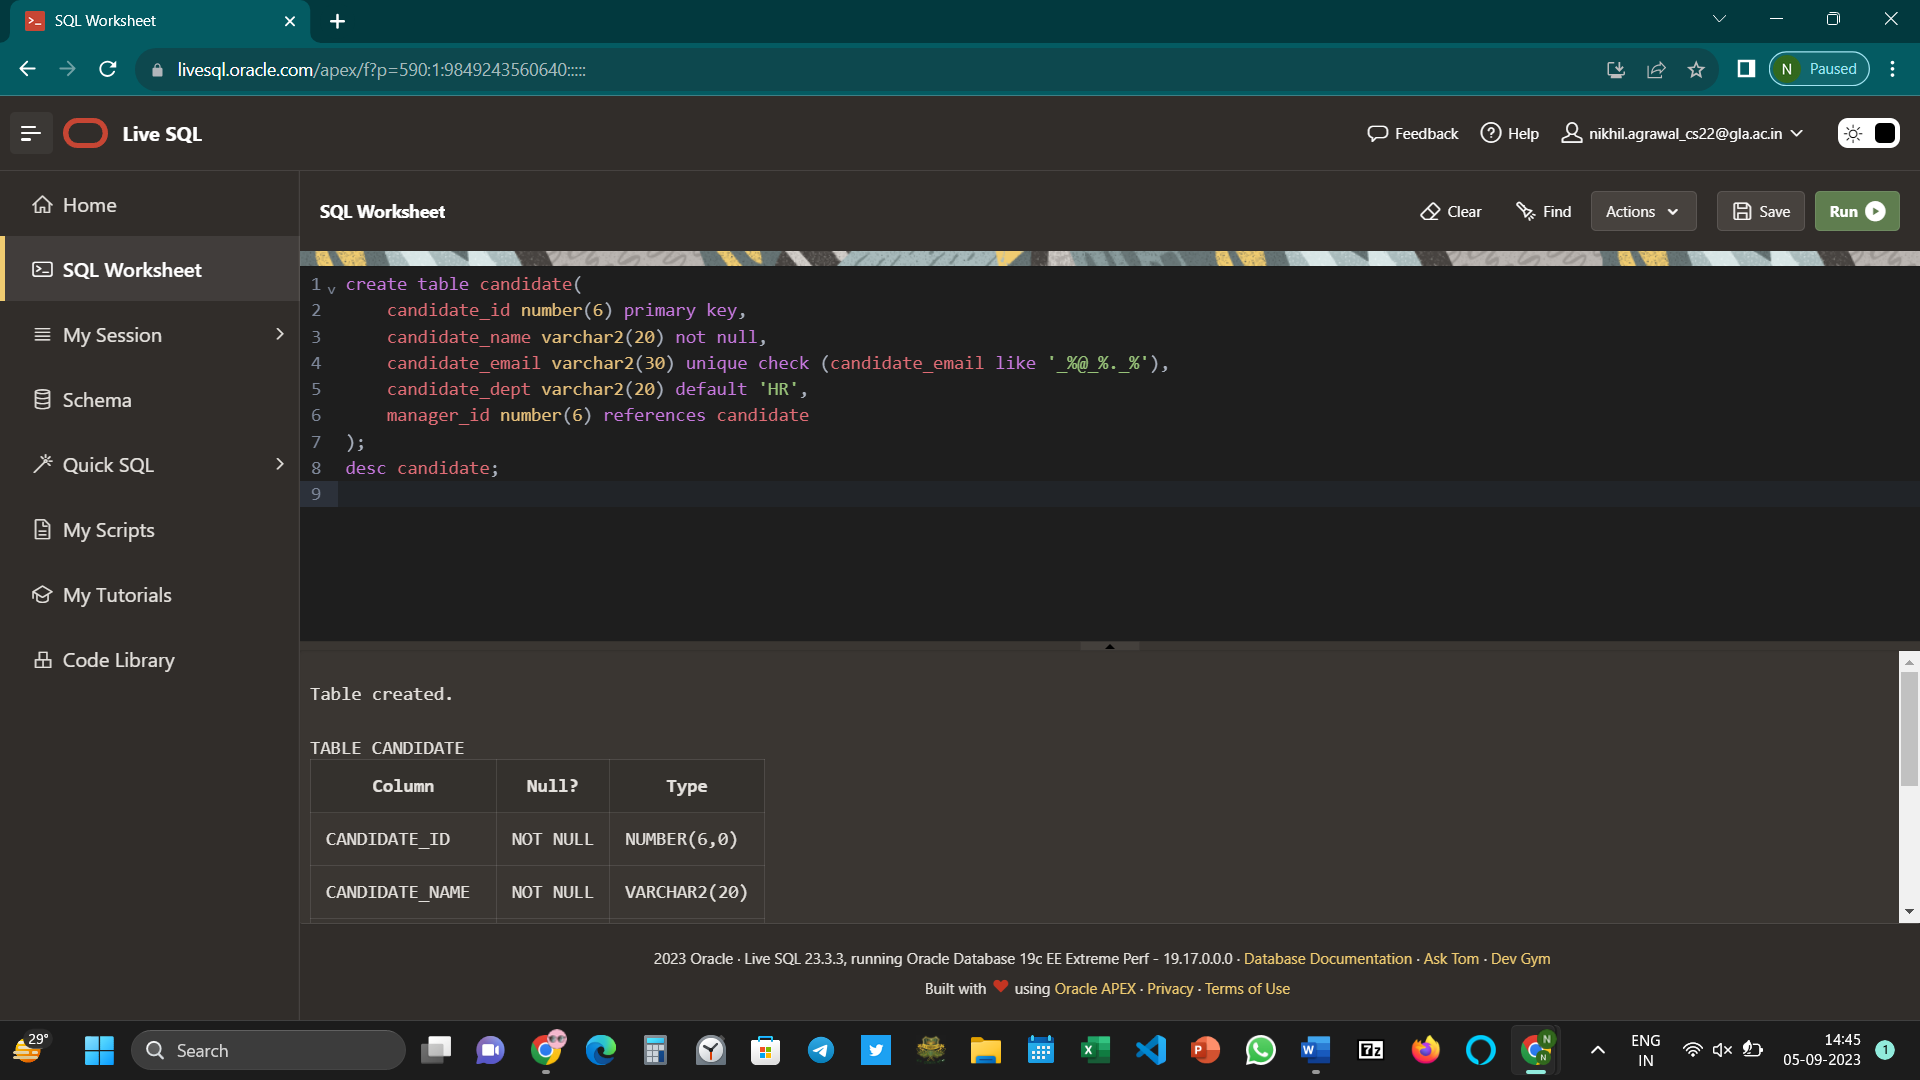 SQL Worksheet
livesql.oracle.com/apex/f?p=590:1:9849243560640:::::
N Paused
Live SQL
Feedback Help nikhil.agrawal_cs22@gla.ac.in
Home
SQL Worksheet
My Session
Schema
Quick SQL
My Scripts
My Tutorials
Code Library
SQL Worksheet
Clear Find Actions Save Run
1 create table candidate(
2 candidate_id number(6) primary key,
3 candidate_name varchar2(20) not null,
4 candidate_email varchar2(30) unique check (candidate_email like '_%@_%._%'),
5 candidate_dept varchar2(20) default 'HR',
6 manager_id number(6) references candidate
7 );
8 desc candidate;
9
Table created.
TABLE CANDIDATE
Column Null? Type
CANDIDATE_ID NOT NULL NUMBER(6,0)
CANDIDATE_NAME NOT NULL VARCHAR2(20)
2023 Oracle · Live SQL 23.3.3, running Oracle Database 19c EE Extreme Perf - 19.17.0.0.0 · Database Documentation · Ask Tom · Dev Gym
Built with ❤ using Oracle APEX · Privacy · Terms of Use
29°
Search
7z
N
N
ENG
IN
14:45
05-09-2023
1